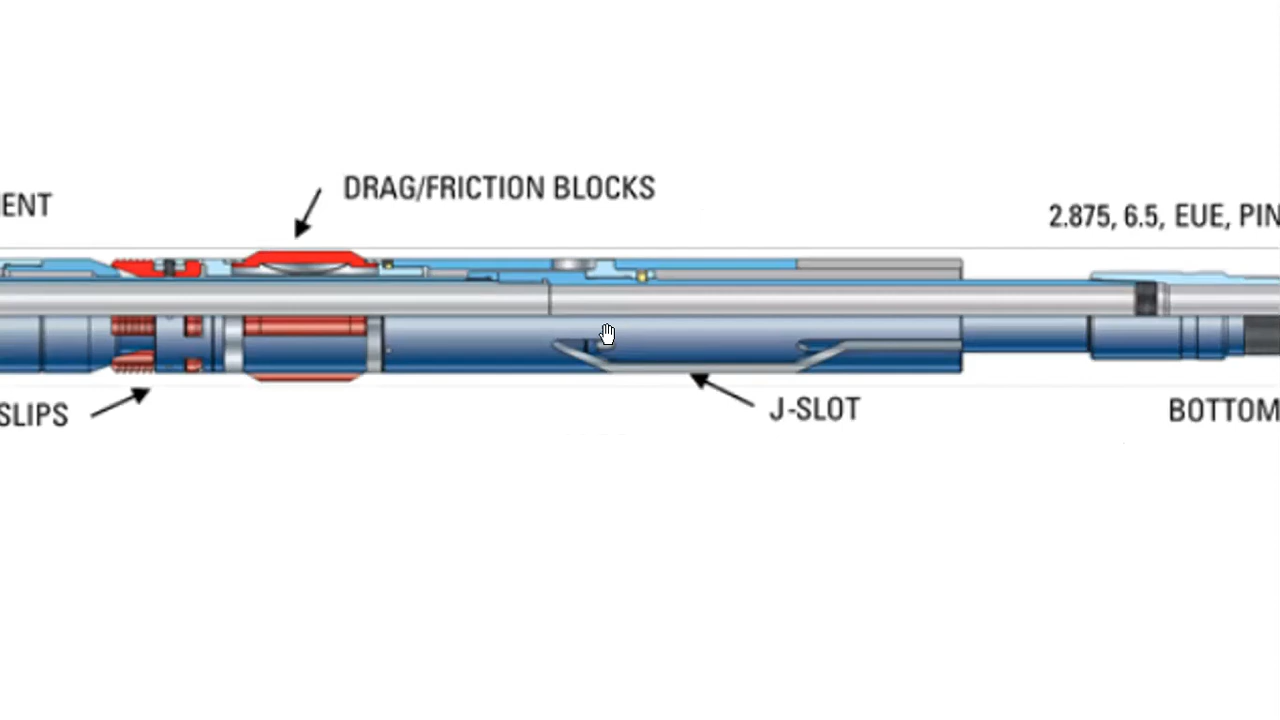 DRAG/FRICTION BLOCKS
ENT
2.875, 6.5, EUE, PIN
SLIPS
J-SLOT
BOTTOM